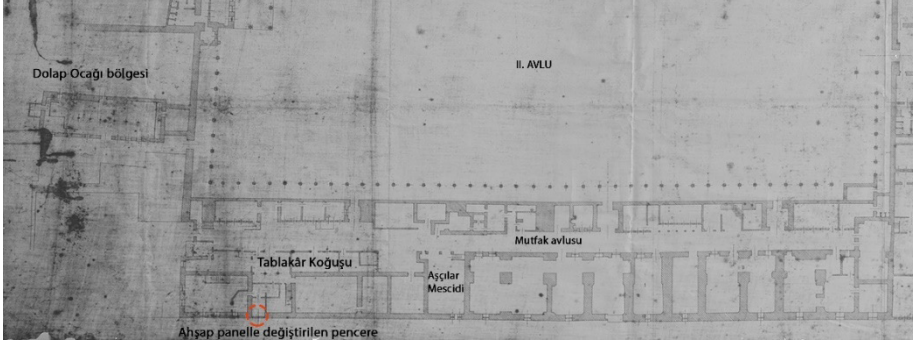 II. AVLU
Dolap Ocağı bölgesi
Mutfak avlusu
Tablakâr Koğuşu
Aşçılar
Mescidi
Ahşap panelle değiştirilen pencere